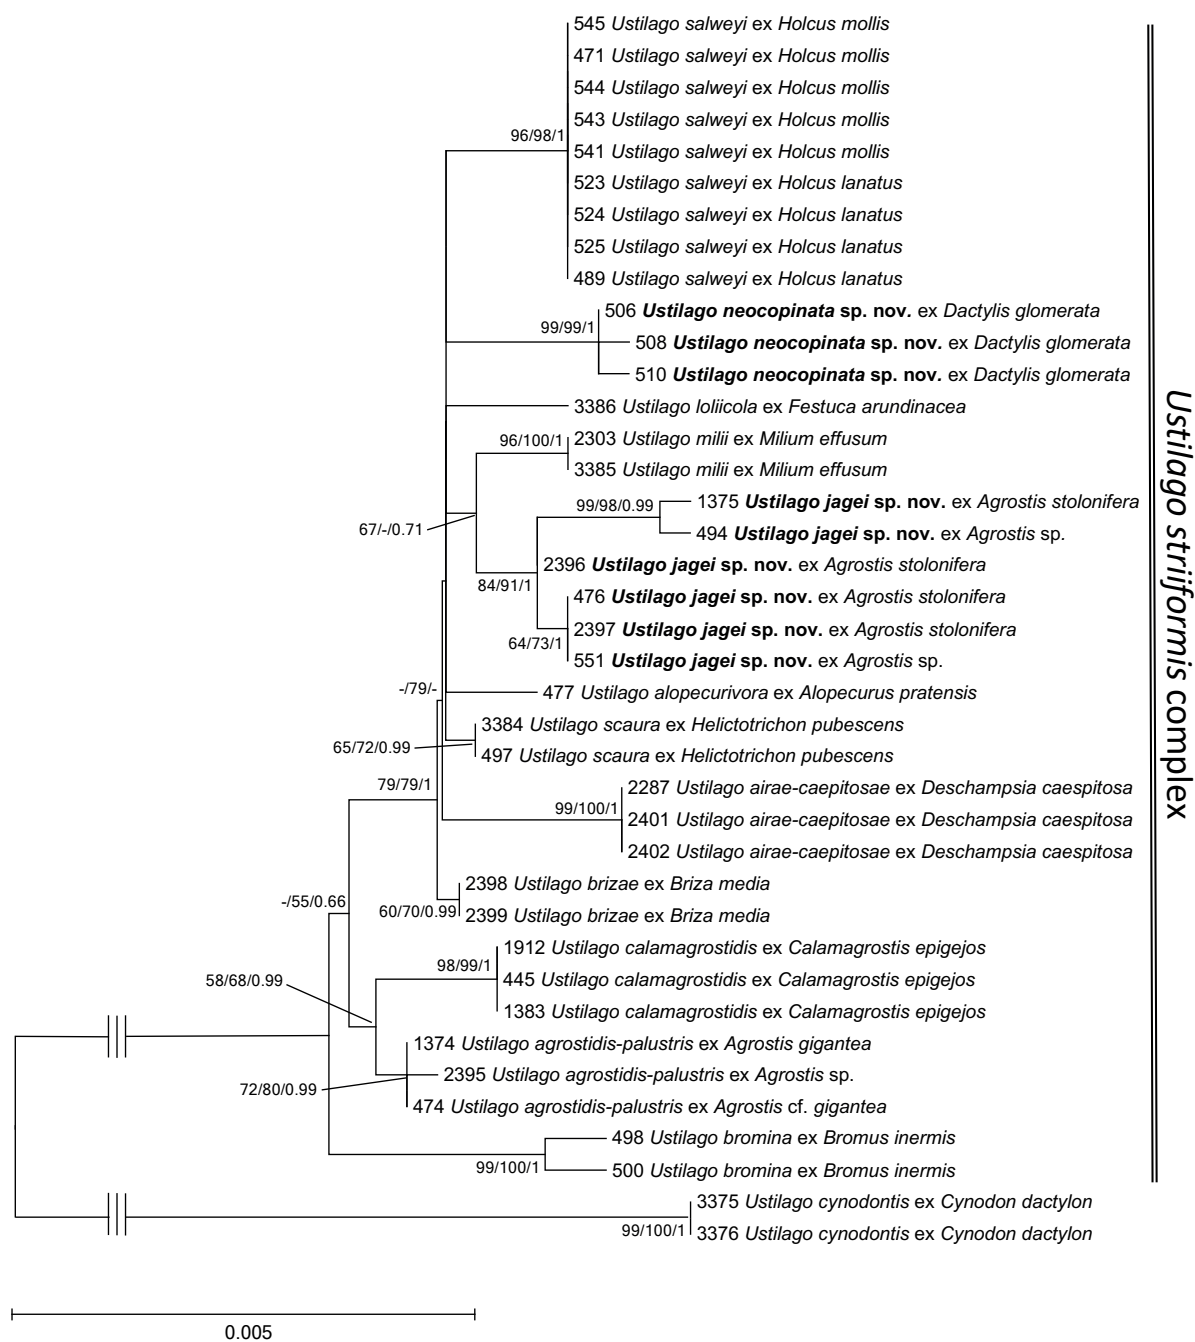 545 Ustilago salweyi ex Holcus mollis
471 Ustilago salweyi ex Holcus mollis
544 Ustilago salweyi ex Holcus mollis
543 Ustilago salweyi ex Holcus mollis
96/98/1
541 Ustilago salweyi ex Holcus mollis
523 Ustilago salweyi ex Holcus lanatus
524 Ustilago salweyi ex Holcus lanatus
525 Ustilago salweyi ex Holcus lanatus
489 Ustilago salweyi ex Holcus lanatus
506 Ustilago neocopinata sp. nov. ex Dactylis glomerata
99/99/1
508 Ustilago neocopinata sp. nov. ex Dactylis glomerata
510 Ustilago neocopinata sp. nov. ex Dactylis glomerata
3386 Ustilago loliicola ex Festuca arundinacea
96/100/1
2303 Ustilago milii ex Milium effusum
3385 Ustilago milii ex Milium effusum
1375 Ustilago jagei sp. nov. ex Agrostis stolonifera
99/98/0.99
67/-/0.71
494 Ustilago jagei sp. nov. ex Agrostis sp.
2396 Ustilago jagei sp. nov. ex Agrostis stolonifera
84/91/1
476 Ustilago jagei sp. nov. ex Agrostis stolonifera
2397 Ustilago jagei sp. nov. ex Agrostis stolonifera
64/73/1
551 Ustilago jagei sp. nov. ex Agrostis sp.
-/79/-
477 Ustilago alopecurivora ex Alopecurus pratensis
3384 Ustilago scaura ex Helictotrichon pubescens
65/72/0.99
497 Ustilago scaura ex Helictotrichon pubescens
79/79/1
2287 Ustilago airae-caepitosae ex Deschampsia caespitosa
99/100/1
2401 Ustilago airae-caepitosae ex Deschampsia caespitosa
2402 Ustilago airae-caepitosae ex Deschampsia caespitosa
2398 Ustilago brizae ex Briza media
-/55/0.66
60/70/0.99
2399 Ustilago brizae ex Briza media
1912 Ustilago calamagrostidis ex Calamagrostis epigejos
98/99/1
58/68/0.99
445 Ustilago calamagrostidis ex Calamagrostis epigejos
1383 Ustilago calamagrostidis ex Calamagrostis epigejos
1374 Ustilago agrostidis-palustris ex Agrostis gigantea
72/80/0.99
2395 Ustilago agrostidis-palustris ex Agrostis sp.
474 Ustilago agrostidis-palustris ex Agrostis cf. gigantea
498 Ustilago bromina ex Bromus inermis
99/100/1
500 Ustilago bromina ex Bromus inermis
3375 Ustilago cynodontis ex Cynodon dactylon
99/100/1
3376 Ustilago cynodontis ex Cynodon dactylon
Ustilago striiformis complex
0.005